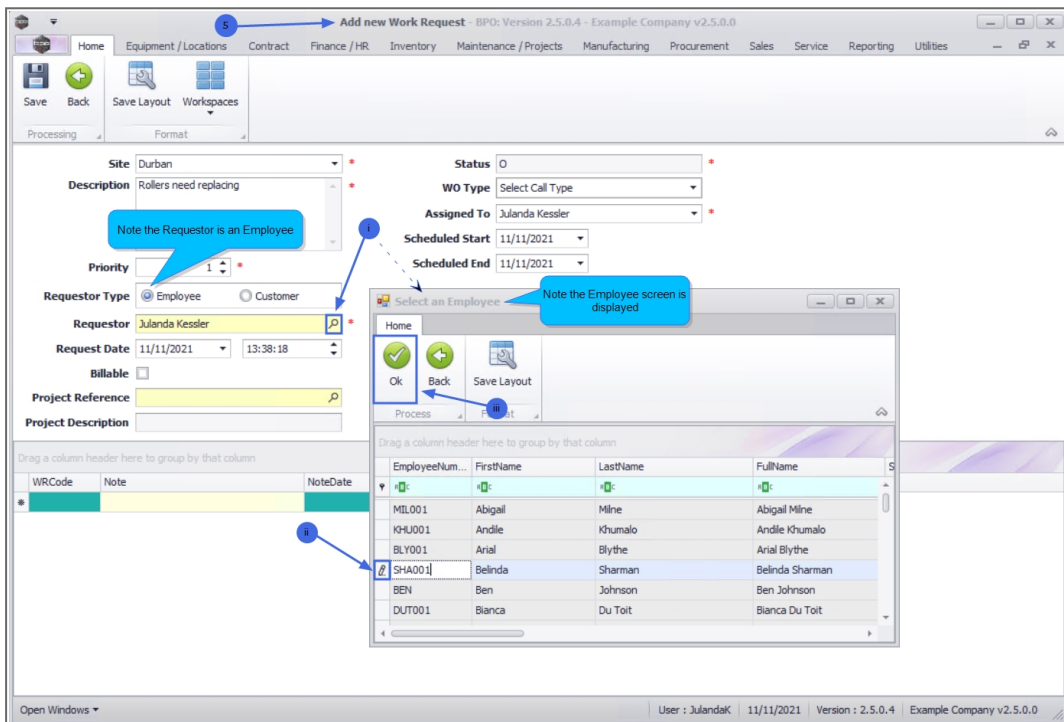 5
Add new Work Request - BPO: Version 2.5.0.4 - Example Company v2.5.0.0
Home Equipment / Locations Contract Finance / HR Inventory Maintenance / Projects Manufacturing Procurement Sales Service Reporting Utilities
Save Back Save Layout Workspaces
Processing Format
Site Durban *
Status O *
Description Rollers need replacing *
WO Type Select Call Type
Assigned To Julanda Kessler *
Note the Requestor is an Employee
i
Scheduled Start 11/11/2021
Scheduled End 11/11/2021
Priority 1 *
Requestor Type Employee Customer
Requestor Julanda Kessler *
Request Date 11/11/2021 13:38:18
Billable
Project Reference
Project Description
Select an Employee
Note the Employee screen is
displayed
Home
Ok Back Save Layout
iii
Process
Drag a column header here to group by that column
EmployeeNum... FirstName LastName FullName S
MIL001 Abigail Milne Abigail Milne
KHU001 Andile Khumalo Andile Khumalo
BLY001 Arial Blythe Arial Blythe
SHA001 Belinda Sharman Belinda Sharman
BEN Ben Johnson Ben Johnson
DUT001 Bianca Du Toit Bianca Du Toit
Drag a column header here to group by that column
WRCode Note NoteDate
ii
Open Windows
User : JulandaK 11/11/2021 Version : 2.5.0.4 Example Company v2.5.0.0